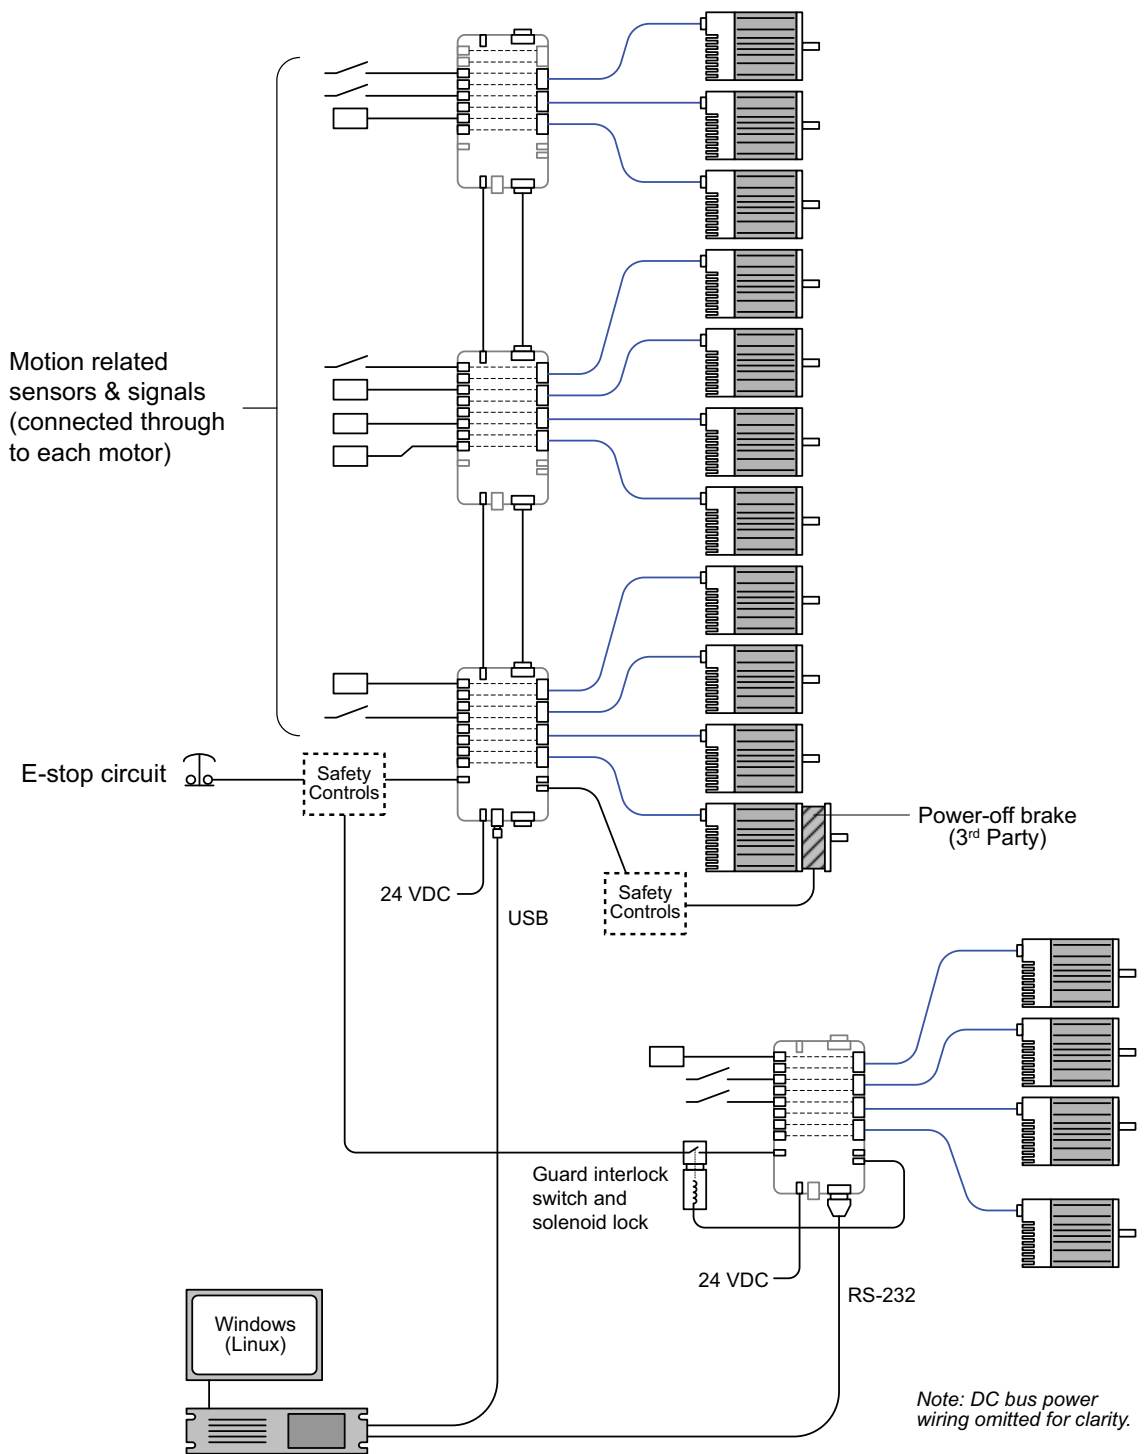 Motion related
sensors & signals
(connected through
to each motor)
E-stop circuit
Safety
Controls
Power-off brake
(3rd Party)
24 VDC
Safety
Controls
USB
Guard interlock
switch and
solenoid lock
24 VDC
RS-232
Windows
(Linux)
Note: DC bus power
wiring omitted for clarity.